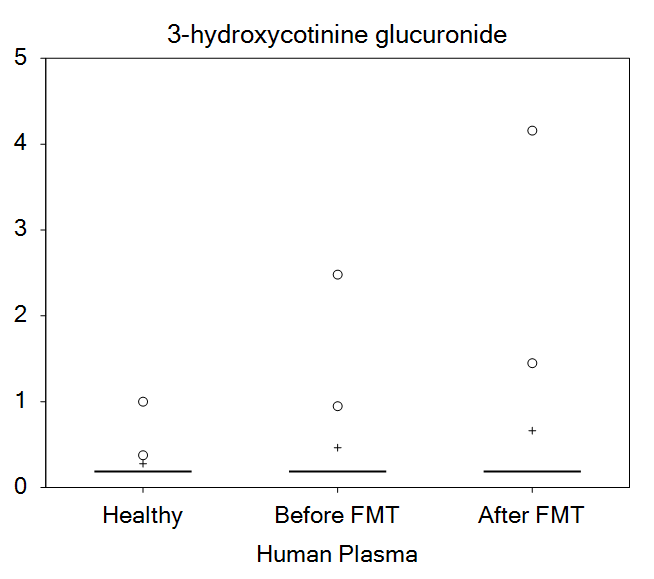 3-hydroxycotinine glucuronide
5
4
3
2
1
0
Healthy Before FMT After FMT
Human Plasma